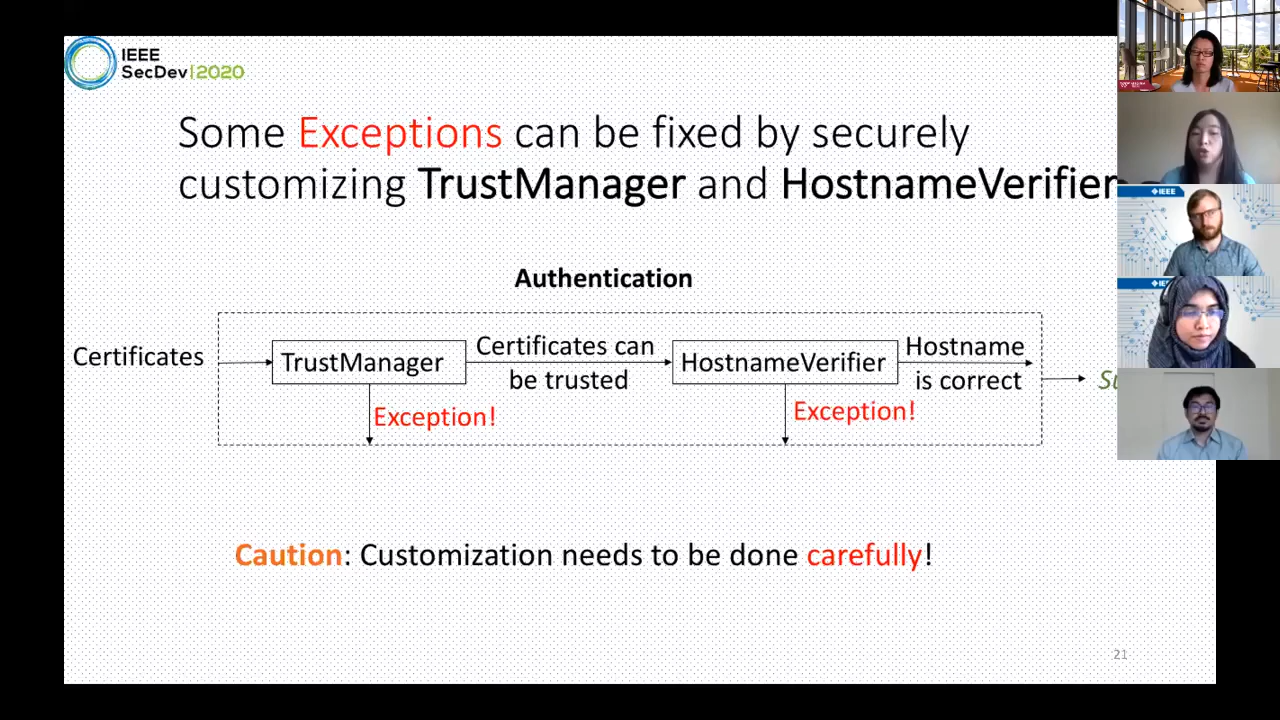 IEEE
SecDev|2020
Some Exceptions can be fixed by securely
customizing TrustManager and HostnameVerifier
Authentication
Certificates
TrustManager
Certificates can
be trusted
HostnameVerifier
Hostname
is correct
Exception!
Exception!
Caution: Customization needs to be done carefully!
21
IEEE